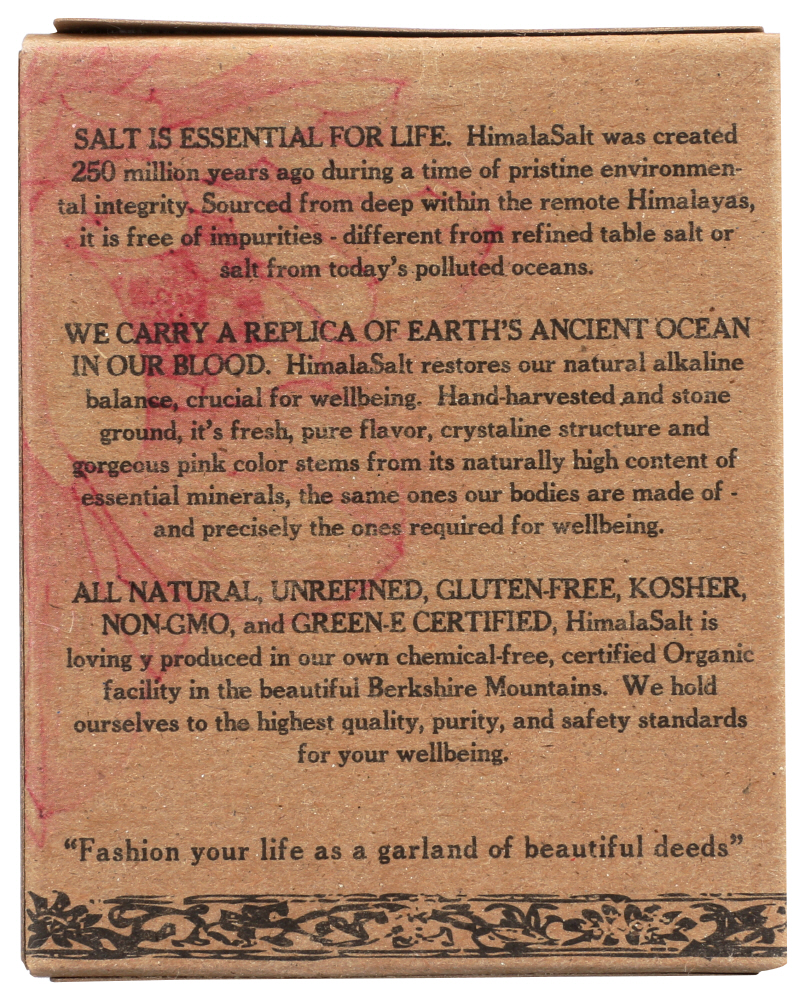 SALT IS ESSENTIAL FOR LIFE. HimalaSalt was created
250 million years ago during a time of pristine environmen-
tal integrity. Sourced from deep within the remote Himalayas,
it is free of impurities - different from refined table salt or
salt from today's polluted oceans.
WE CARRY A REPLICA OF EARTH'S ANCIENT OCEAN
IN OUR BLOOD. HimalaSalt restores our natural alkaline
balance, crucial for wellbeing. Hand-harvested and stone
ground, it's fresh, pure flavor, crystaline structure and
gorgeous pink color stems from its naturally high content of
essential minerals, the same ones our bodies are made of -
and precisely the ones required for wellbeing.
ALL NATURAL, UNREFINED, GLUTEN-FREE, KOSHER,
NON-GMO, and GREEN-E CERTIFIED, HimalaSalt is
loving y produced in our own chemical-free, certified Organic
facility in the beautiful Berkshire Mountains. We hold
ourselves to the highest quality, purity, and safety standards
for your wellbeing.
"Fashion your life as a garland of beautiful deeds"